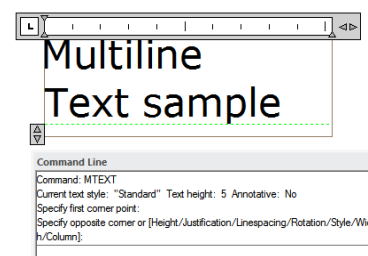 L
Multiline
Text sample
Command Line
Command: MTEXT
Current text style: "Standard" Text height: 5 Annotative: No
Specify first corner point:
Specify opposite corner or [Height/Justification/Linespacing/Rotation/Style/Wi
h/Column]: